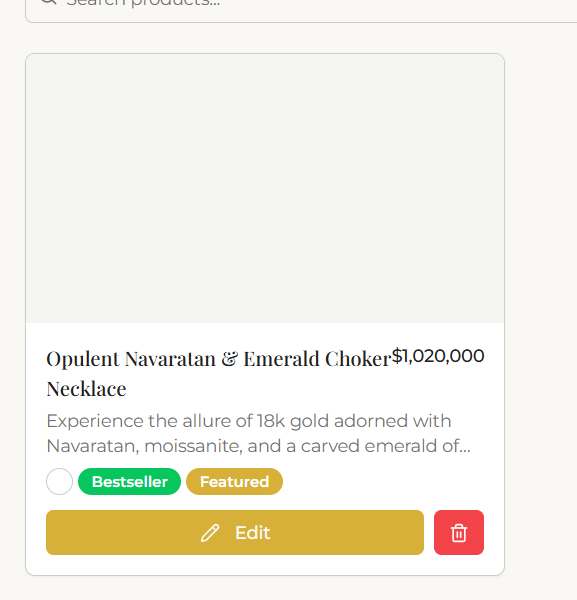 Search products...
Opulent Navaratan & Emerald Choker
$1,020,000
Necklace
Experience the allure of 18k gold adorned with
Navaratan, moissanite, and a carved emerald of...
Bestseller Featured
Edit